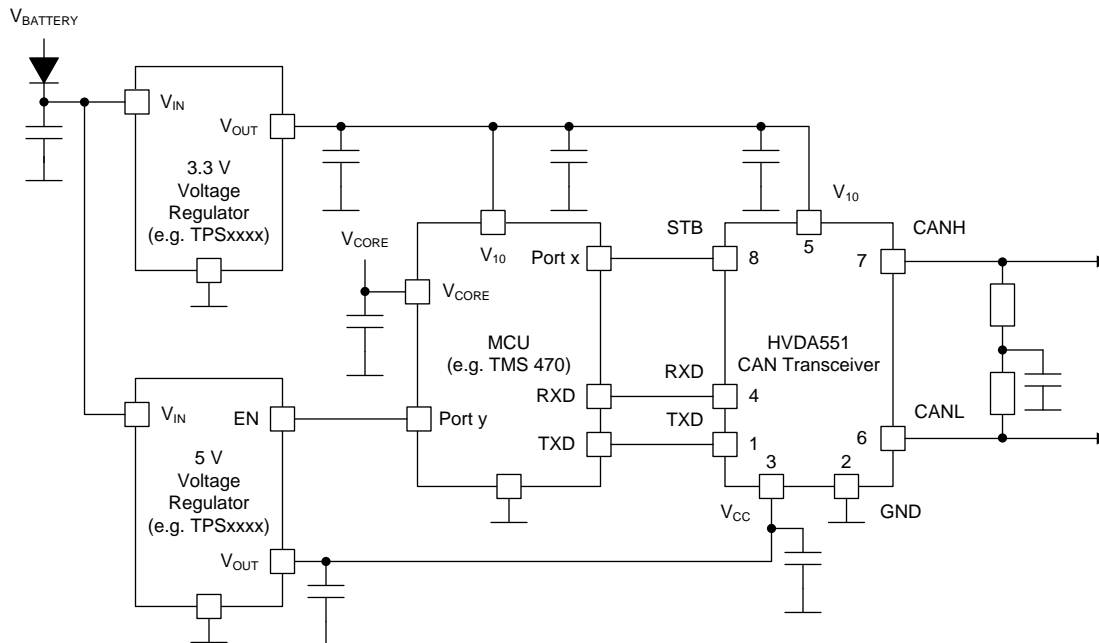 VBATTERY
VIN
VOUT
3.3 V
Voltage
Regulator
(e.g. TPSxxxx)
VCORE
V10
Port x
VCORE
MCU
(e.g. TMS 470)
RXD
Port y
TXD
STB
V10
5
CANH
8
7
HVDA551
CAN Transceiver
RXD
4
TXD
1
CANL
6
3
2
VCC
GND
VIN
EN
5 V
Voltage
Regulator
(e.g. TPSxxxx)
VOUT